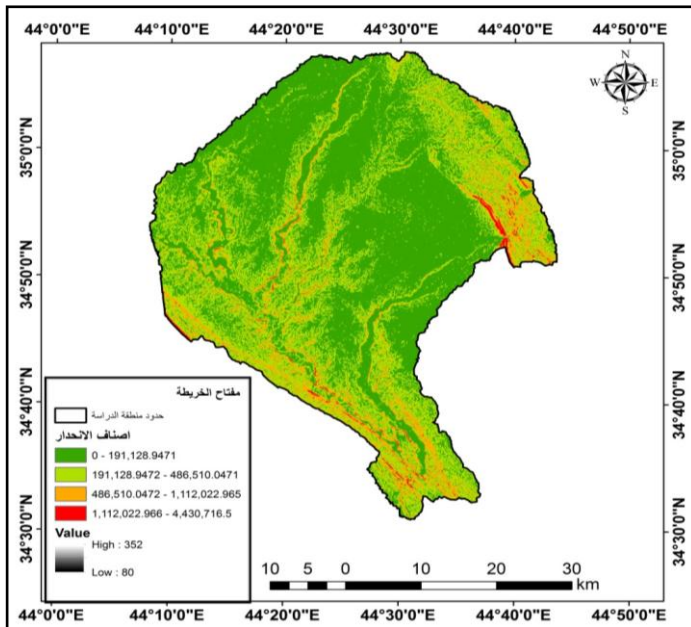 44°0'0"E 44°10'0"E 44°20'0"E 44°30'0"E 44°40'0"E 44°50'0"E
N
W E
S
35°0'0"N 35°0'0"N
34°50'0"N 34°50'0"N
34°40'0"N 34°40'0"N
34°30'0"N 34°30'0"N
مفتاح الخريطة
حدود منطقة الدراسة
اصناف الانحدار
0 - 191,128.9471
191,128.9472 - 486,510.0471
486,510.0472 - 1,112,022.965
1,112,022.966 - 4,430,716.5
Value
High : 352
Low : 80
10 5 0 10 20 30
km
44°0'0"E 44°10'0"E 44°20'0"E 44°30'0"E 44°40'0"E 44°50'0"E